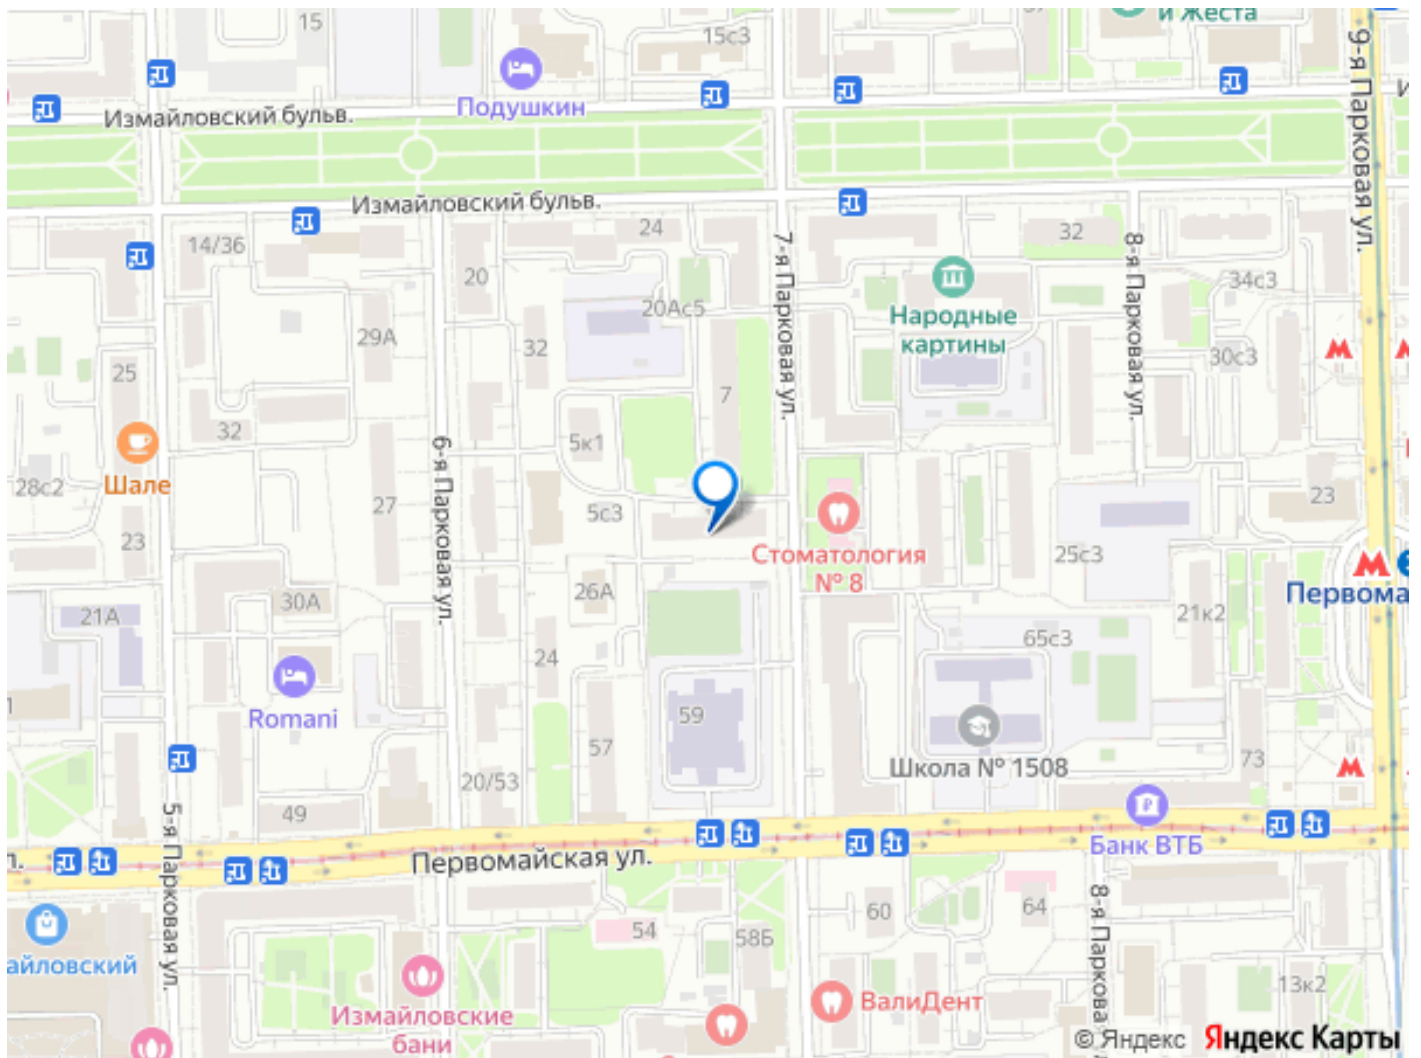 и Жеста
15
15с3
Подушкин
Измайловский бульв.
9-я Парковая ул.
Измайловский бульв.
14/36
24
20
32
7-я Парковая ул.
8-я Парковая ул.
34с3
20Ас5
Народные
картины
29А
32
30с3
25
7
32
5к1
6-я Парковая ул.
Шале
28с2
27
23
5с3
23
Стоматология
№ 8
25с3
Первома
26А
30А
21А
21к2
65с3
24
Romani
59
57
73
Школа № 1508
20/53
49
5-я Парковая ул.
Первомайская ул.
Банк ВТБ
8-я Паркова
60
64
54
58Б
айловский
13к2
ВалиДент
Измайловские
бани
© Яндекс Яндекс Карты